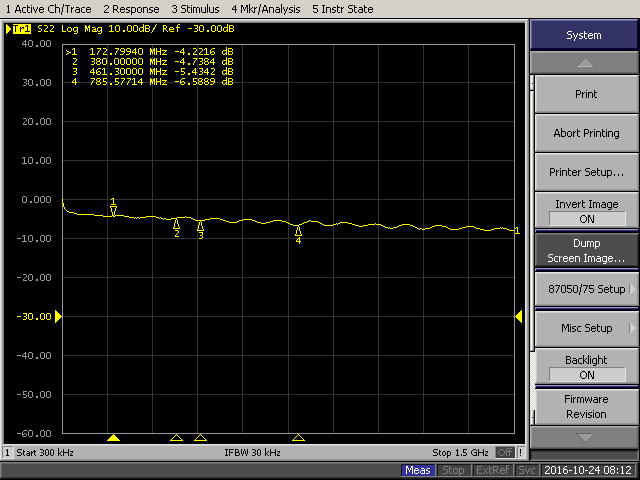 1 Active Ch/Trace 2 Response 3 Stimulus 4 Mkr/Analysis 5 Instr State
Tr1 S22 Log Mag 10.00dB/ Ref -30.00dB
40.00
30.00
20.00
10.00
0.000
-10.00
-20.00
-30.00
-40.00
-50.00
-60.00
>1 172.79940 MHz -4.2216 dB
2 380.00000 MHz -4.7384 dB
3 461.30000 MHz -5.4342 dB
4 785.57714 MHz -6.5889 dB
1
2
3
4
1
1 Start 300 kHz IFBW 30 kHz Stop 1.5 GHz Off !
System
Print
Abort Printing
Printer Setup...
Invert Image
ON
Dump
Screen Image...
87050/75 Setup
Misc Setup
Backlight
ON
Firmware
Revision
Meas Stop ExtRef Svc 2016-10-24 08:12